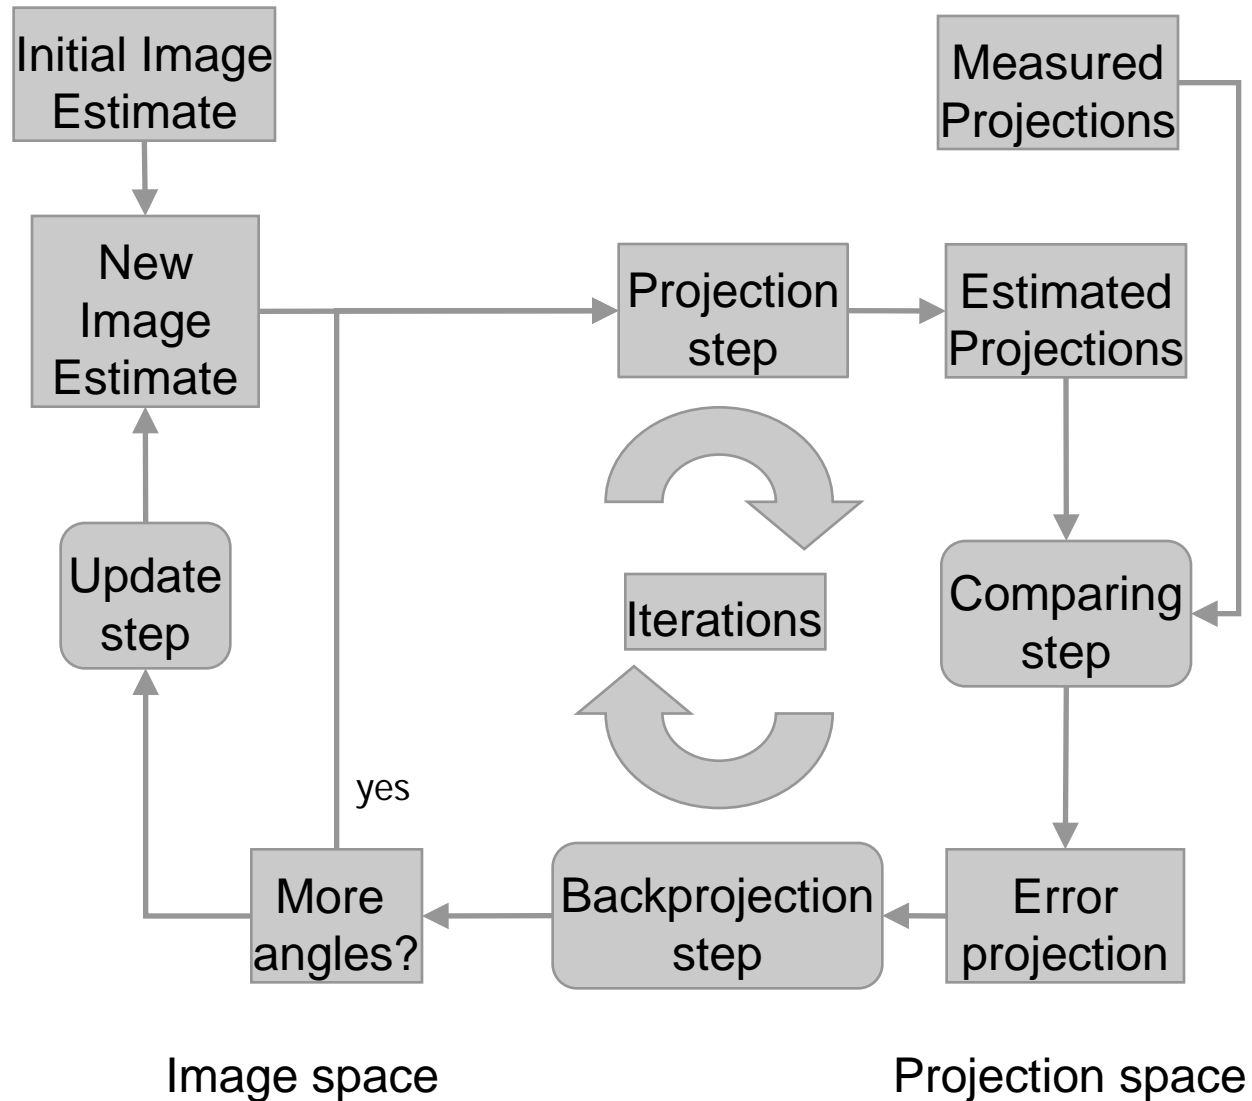 Initial Image
Estimate
Measured
Projections
New
Image
Estimate
Projection
step
Estimated
Projections
Update
step
Iterations
Comparing
step
yes
More
angles?
Backprojection
step
Error
projection
Image space
Projection space